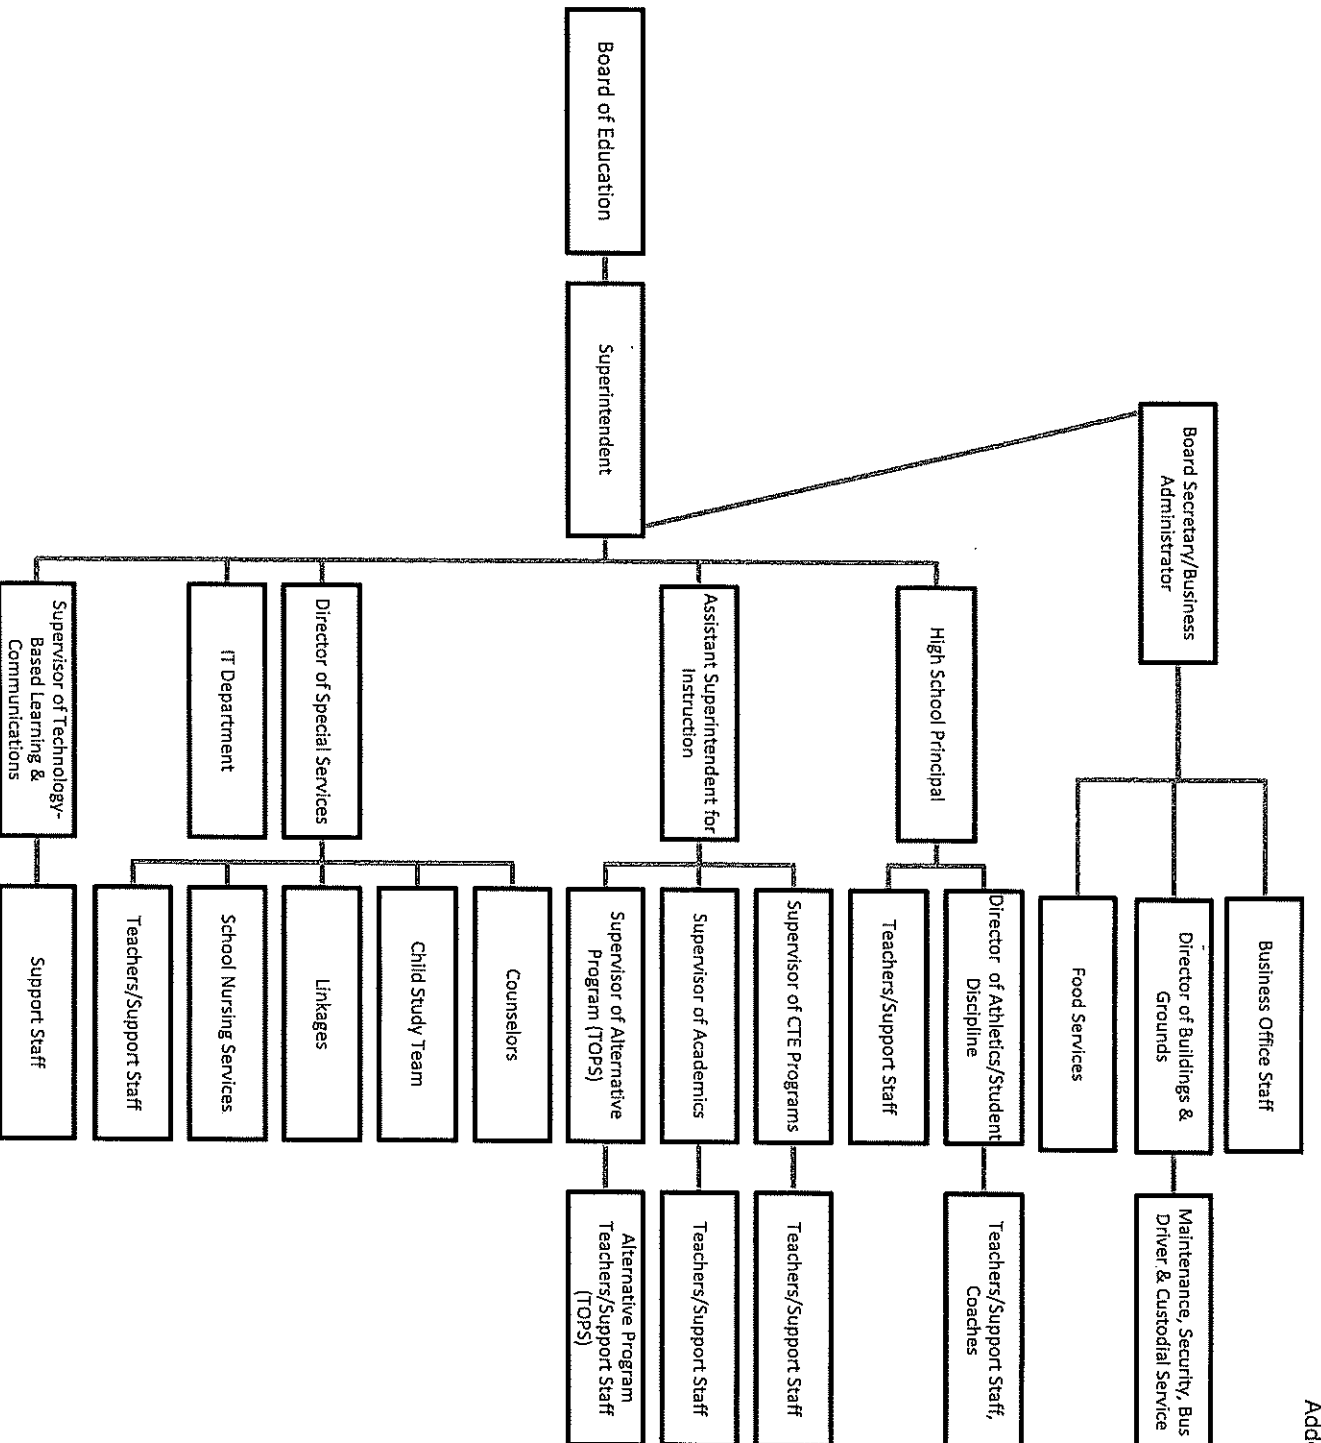 Add
Board of Education
Superintendent
Board Secretary/Business
Administrator
Business Office Staff
Director of Buildings &
Grounds
Maintenance, Security, Bus
Driver & Custodial Service
Food Services
High School Principal
Director of Athletics/Student
Discipline
Teachers/Support Staff,
Coaches
Teachers/Support Staff
Assistant Superintendent for
Instruction
Supervisor of CTE Programs
Teachers/Support Staff
Supervisor of Academics
Teachers/Support Staff
Supervisor of Alternative
Program (TOPS)
Alternative Program
Teachers/Support Staff
(TOPS)
Director of Special Services
Counselors
Child Study Team
Linkages
School Nursing Services
Teachers/Support Staff
IT Department
Supervisor of Technology-
Based Learning &
Communications
Support Staff